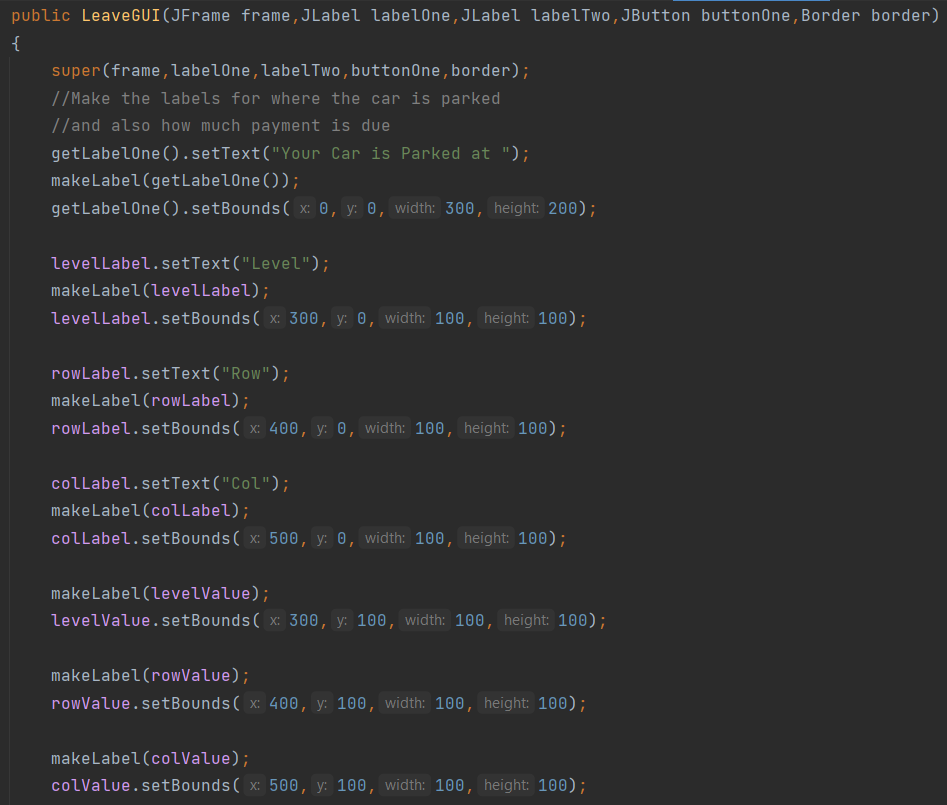 public LeaveGUI(JFrame frame,JLabel labelOne,JLabel labelTwo,JButton buttonOne,Border border)
{
super(frame,labelOne,labelTwo,buttonOne,border);
//Make the labels for where the car is parked
//and also how much payment is due
getLabelOne().setText("Your Car is Parked at ");
makeLabel(getLabelOne());
getLabelOne().setBounds( x: 0, y: 0, width: 300, height: 200);
levelLabel.setText("Level");
makeLabel(levelLabel);
levelLabel.setBounds( x: 300, y: 0, width: 100, height: 100);
rowLabel.setText("Row");
makeLabel(rowLabel);
rowLabel.setBounds( x: 400, y: 0, width: 100, height: 100);
colLabel.setText("Col");
makeLabel(colLabel);
colLabel.setBounds( x: 500, y: 0, width: 100, height: 100);
makeLabel(levelValue);
levelValue.setBounds( x: 300, y: 100, width: 100, height: 100);
makeLabel(rowValue);
rowValue.setBounds( x: 400, y: 100, width: 100, height: 100);
makeLabel(colValue);
colValue.setBounds( x: 500, y: 100, width: 100, height: 100);